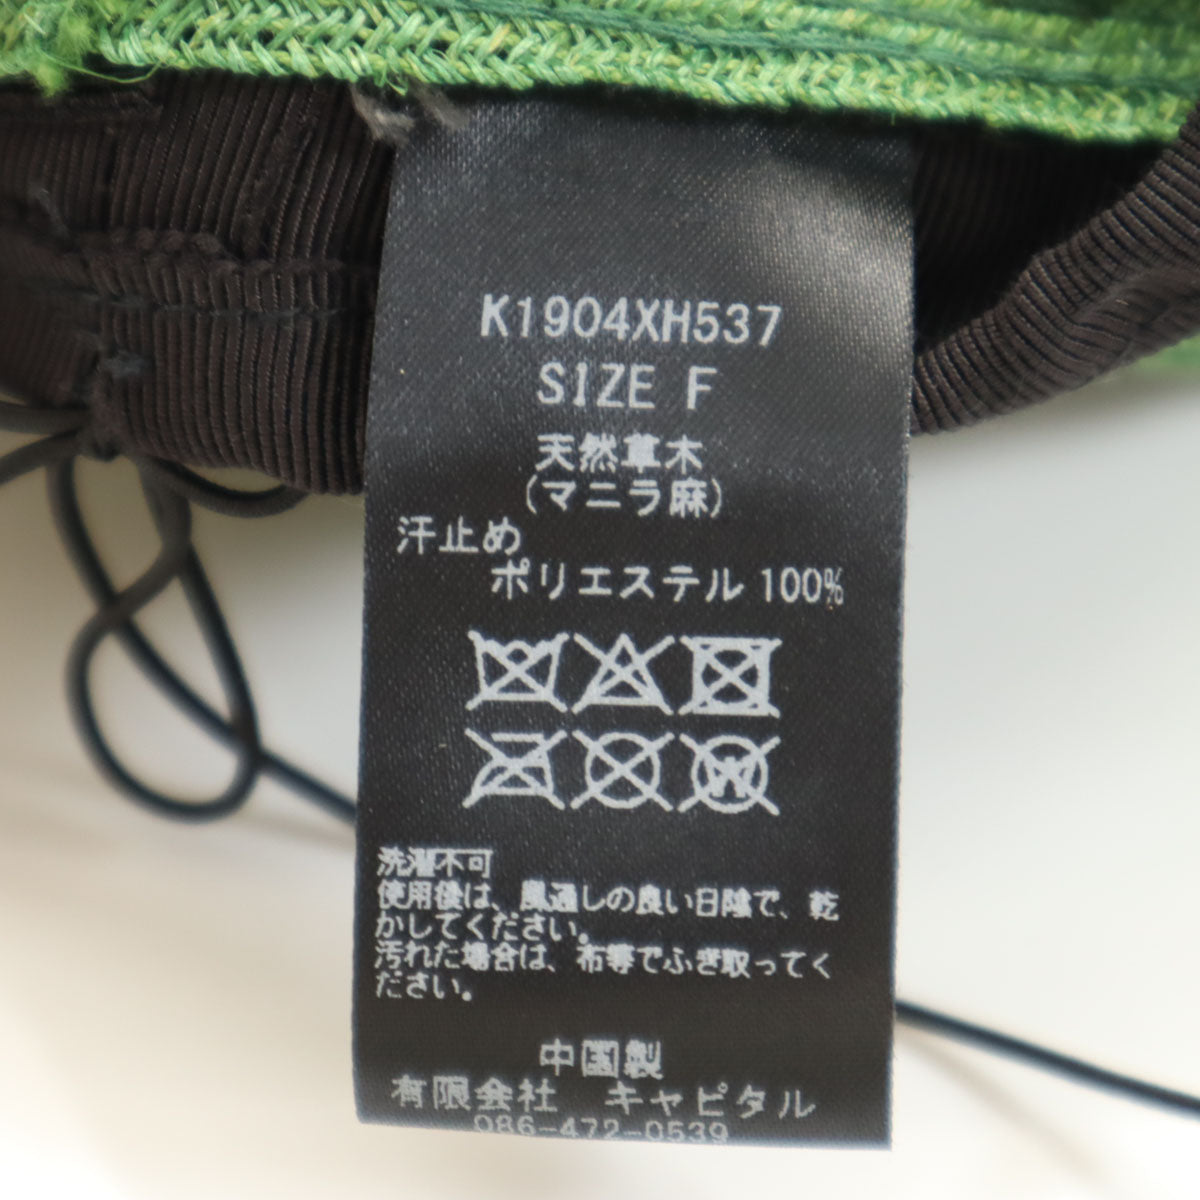 K1904XH537
SIZE F
天然草木
(マニラ麻)
汗止め
ポリエステル 100%
洗濯不可
使用後は、風通しの良い日陰で、乾
かしてください。
汚れた場合は、布等でふき取ってく
ださい。
中国製
有限会社 キャピタル
086-472-0539